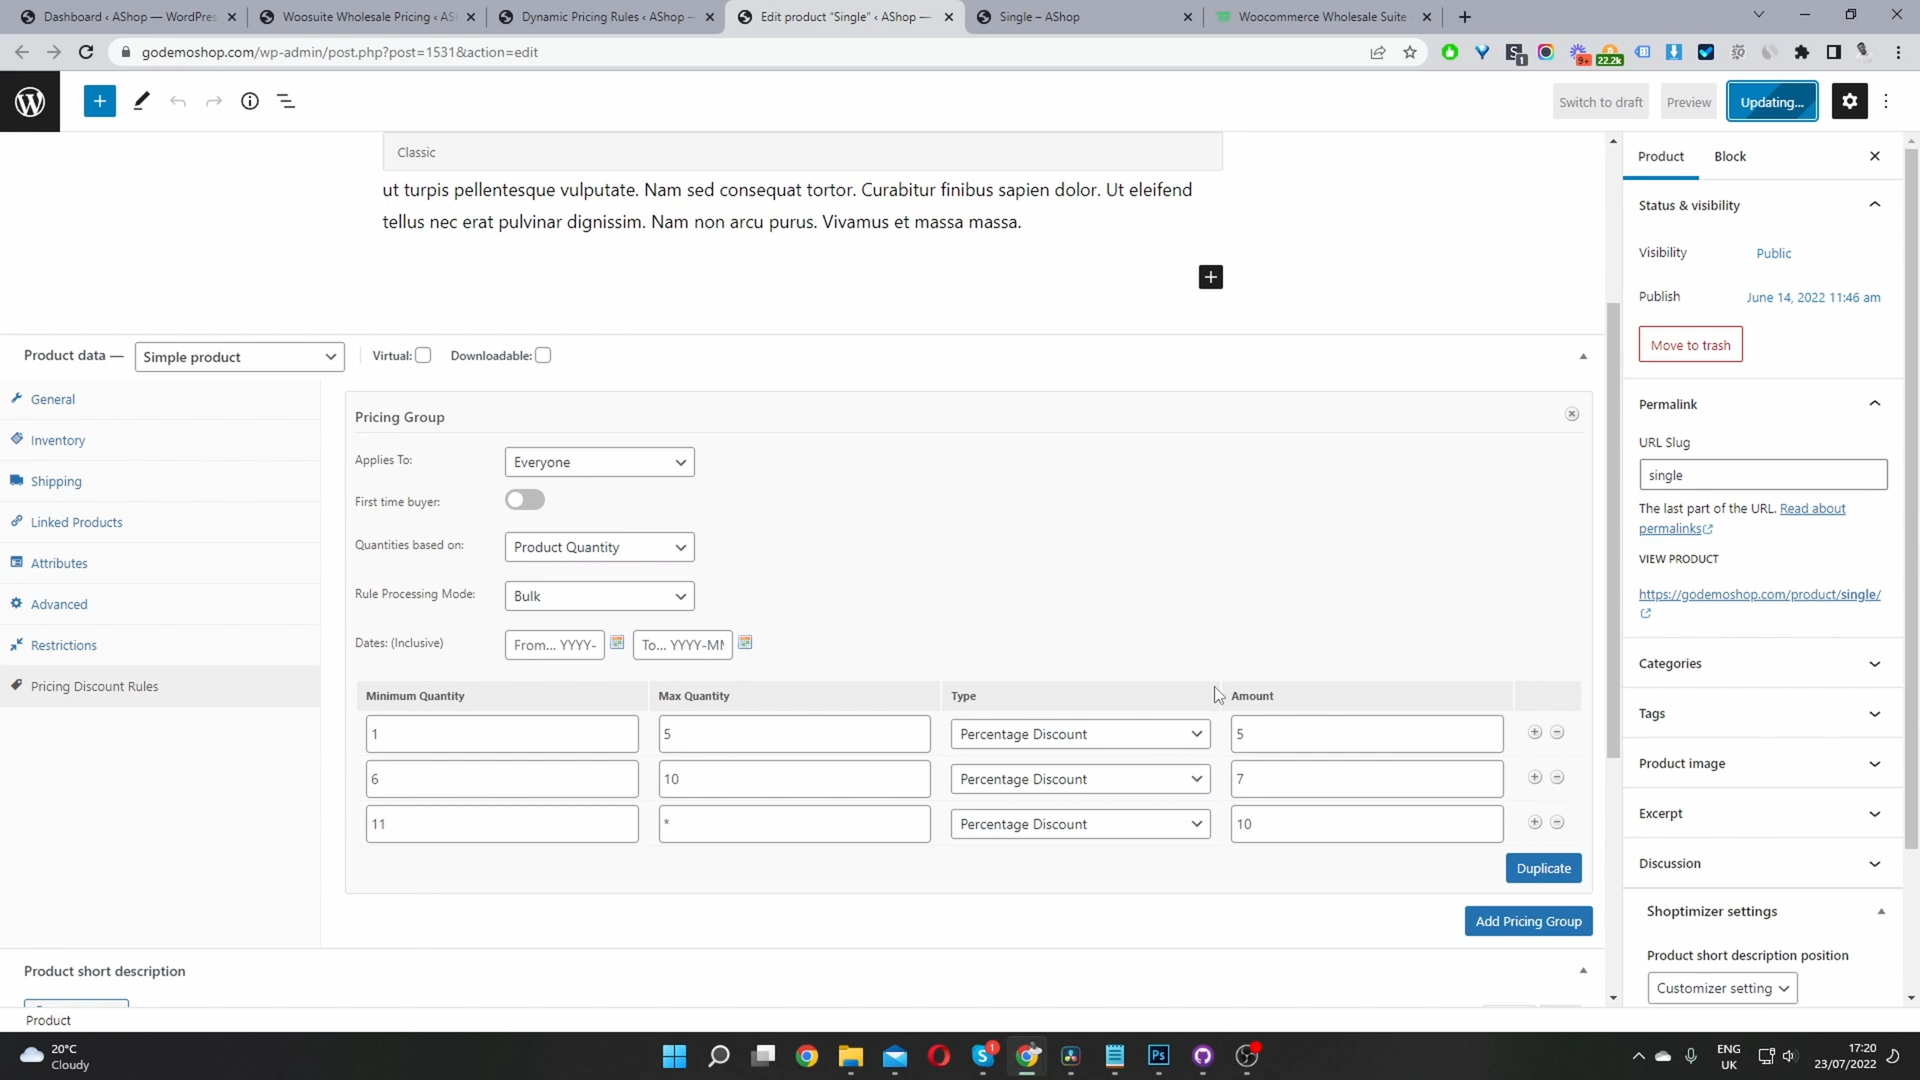 Dashboard ‹ AShop — WordPres
Woosuite Wholesale Pricing ‹ AS
Dynamic Pricing Rules ‹ AShop —
Edit product “Single” ‹ AShop —
Single – AShop
Woocommerce Wholesale Suite
godemoshop.com/wp-admin/post.php?post=1531&action=edit
1
9+
22.2k
Switch to draft
Preview
Updating...
Classic
ut turpis pellentesque vulputate. Nam sed consequat tortor. Curabitur finibus sapien dolor. Ut eleifend
tellus nec erat pulvinar dignissim. Nam non arcu purus. Vivamus et massa massa.
Product data —
Simple product
Virtual:
Downloadable:
General
Inventory
Shipping
Linked Products
Attributes
Advanced
Restrictions
Pricing Discount Rules
Pricing Group
Applies To:
Everyone
First time buyer:
Quantities based on:
Product Quantity
Rule Processing Mode:
Bulk
Dates: (Inclusive)
From... YYYY-
To... YYYY-MM
Minimum Quantity
Max Quantity
Type
Amount
1
5
Percentage Discount
5
6
10
Percentage Discount
7
11
*
Percentage Discount
10
Duplicate
Add Pricing Group
Product short description
Product
Product
Block
Status & visibility
Visibility
Public
Publish
June 14, 2022 11:46 am
Move to trash
Permalink
URL Slug
single
The last part of the URL. Read about
permalinks
VIEW PRODUCT
https://godemoshop.com/product/single/
Categories
Tags
Product image
Excerpt
Discussion
Shoptimizer settings
Product short description position
Customizer setting
20°C
Cloudy
1
ENG
UK
17:20
23/07/2022